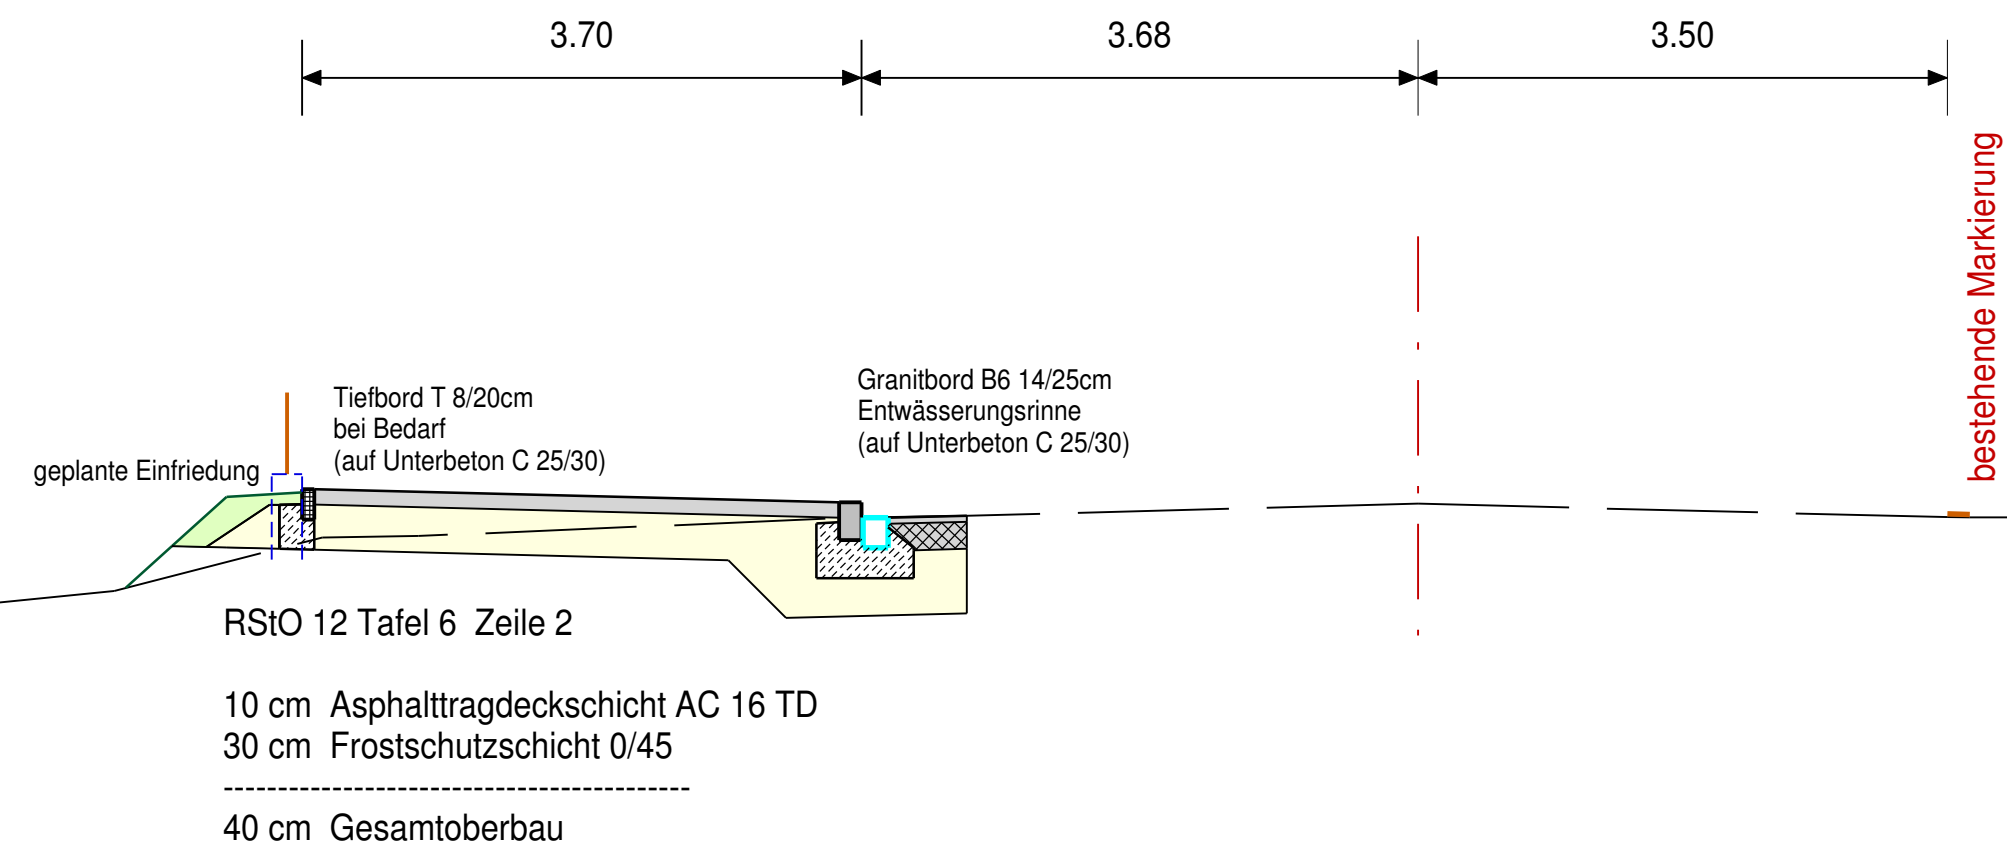 3.70
3.68
3.50
bestehende Markierung
Granitbord B6 14/25cm
Entwässerungsrinne
(auf Unterbeton C 25/30)
Tiefbord T 8/20cm
bei Bedarf
(auf Unterbeton C 25/30)
geplante Einfriedung
RStO 12 Tafel 6 Zeile 2
10 cm Asphalttragdeckschicht AC 16 TD
30 cm Frostschutzschicht 0/45
-------------------------------------------
40 cm Gesamtoberbau